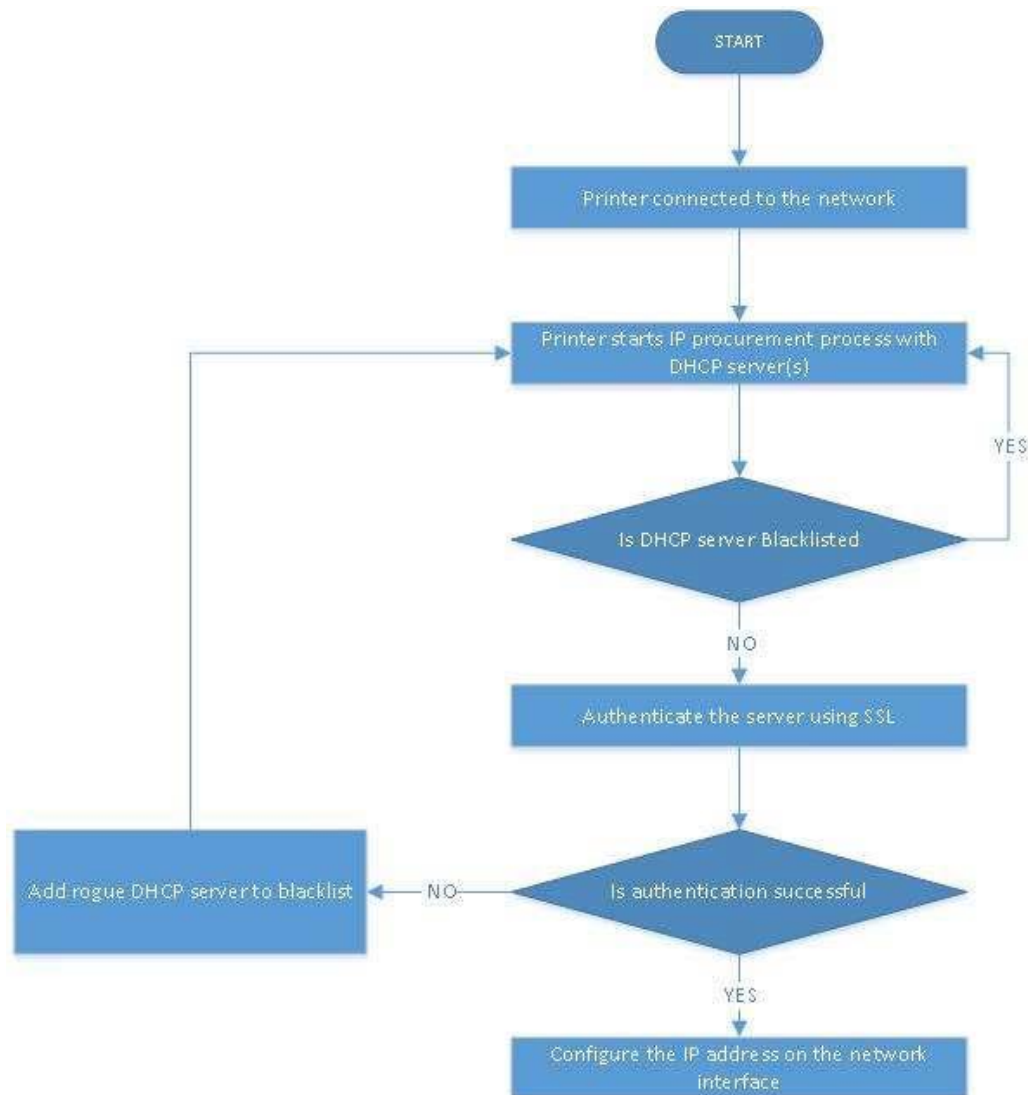 START
Printer connected to the network
Printer starts IP procurement process with
DHCP server(s)
YES
Is DHCP server Blacklisted
NO
Authenticate the server using SSL
Add rogue DHCP server to blacklist
NO
Is authentication successful
YES
Configure the IP address on the network
interface